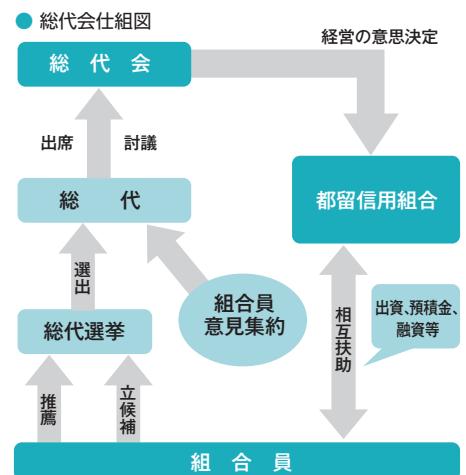 ● 総代会仕組図
経営の意思決定
総代会
出席
討議
総代
都留信用組合
選出
組合員
意見集約
総代選挙
相互扶助
出資、預積金、
融資等
推薦
立候補
組合員